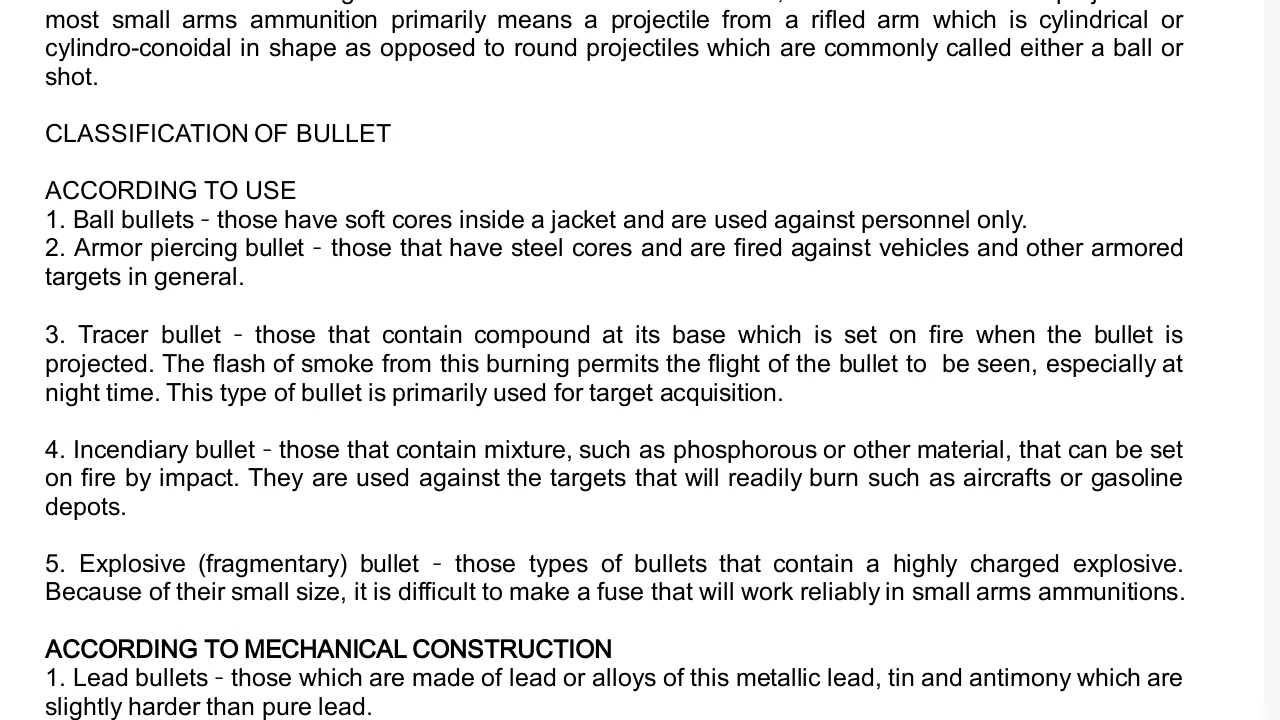 most small arms ammunition primarily means a projectile from a rifled arm which is cylindrical or
cylindro-conoidal in shape as opposed to round projectiles which are commonly called either a ball or
shot.
CLASSIFICATION OF BULLET
ACCORDING TO USE
1. Ball bullets - those have soft cores inside a jacket and are used against personnel only.
2. Armor piercing bullet - those that have steel cores and are fired against vehicles and other armored
targets in general.
3. Tracer bullet - those that contain compound at its base which is set on fire when the bullet is
projected. The flash of smoke from this burning permits the flight of the bullet to  be seen, especially at
night time. This type of bullet is primarily used for target acquisition.
4. Incendiary bullet - those that contain mixture, such as phosphorous or other material, that can be set
on fire by impact. They are used against the targets that will readily burn such as aircrafts or gasoline
depots.
5. Explosive (fragmentary) bullet - those types of bullets that contain a highly charged explosive.
Because of their small size, it is difficult to make a fuse that will work reliably in small arms ammunitions.
ACCORDING TO MECHANICAL CONSTRUCTION
1. Lead bullets - those which are made of lead or alloys of this metallic lead, tin and antimony which are
slightly harder than pure lead.